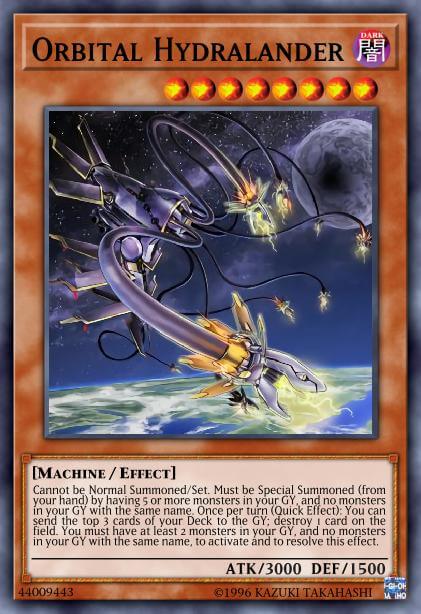 ORBITAL HYDRALANDER
DARK
闇
[MACHINE / EFFECT]
Cannot be Normal Summoned/Set. Must be Special Summoned (from
your hand) by having 5 or more monsters in your GY, and no monsters
in your GY with the same name. Once per turn (Quick Effect): You can
send the top 3 cards of your Deck to the GY; destroy 1 card on the
field. You must have at least 2 monsters in your GY, and no monsters
in your GY with the same name, to activate and to resolve this effect.
ATK/3000 DEF/1500
44009443
©1996 KAZUKI TAKAHASHI